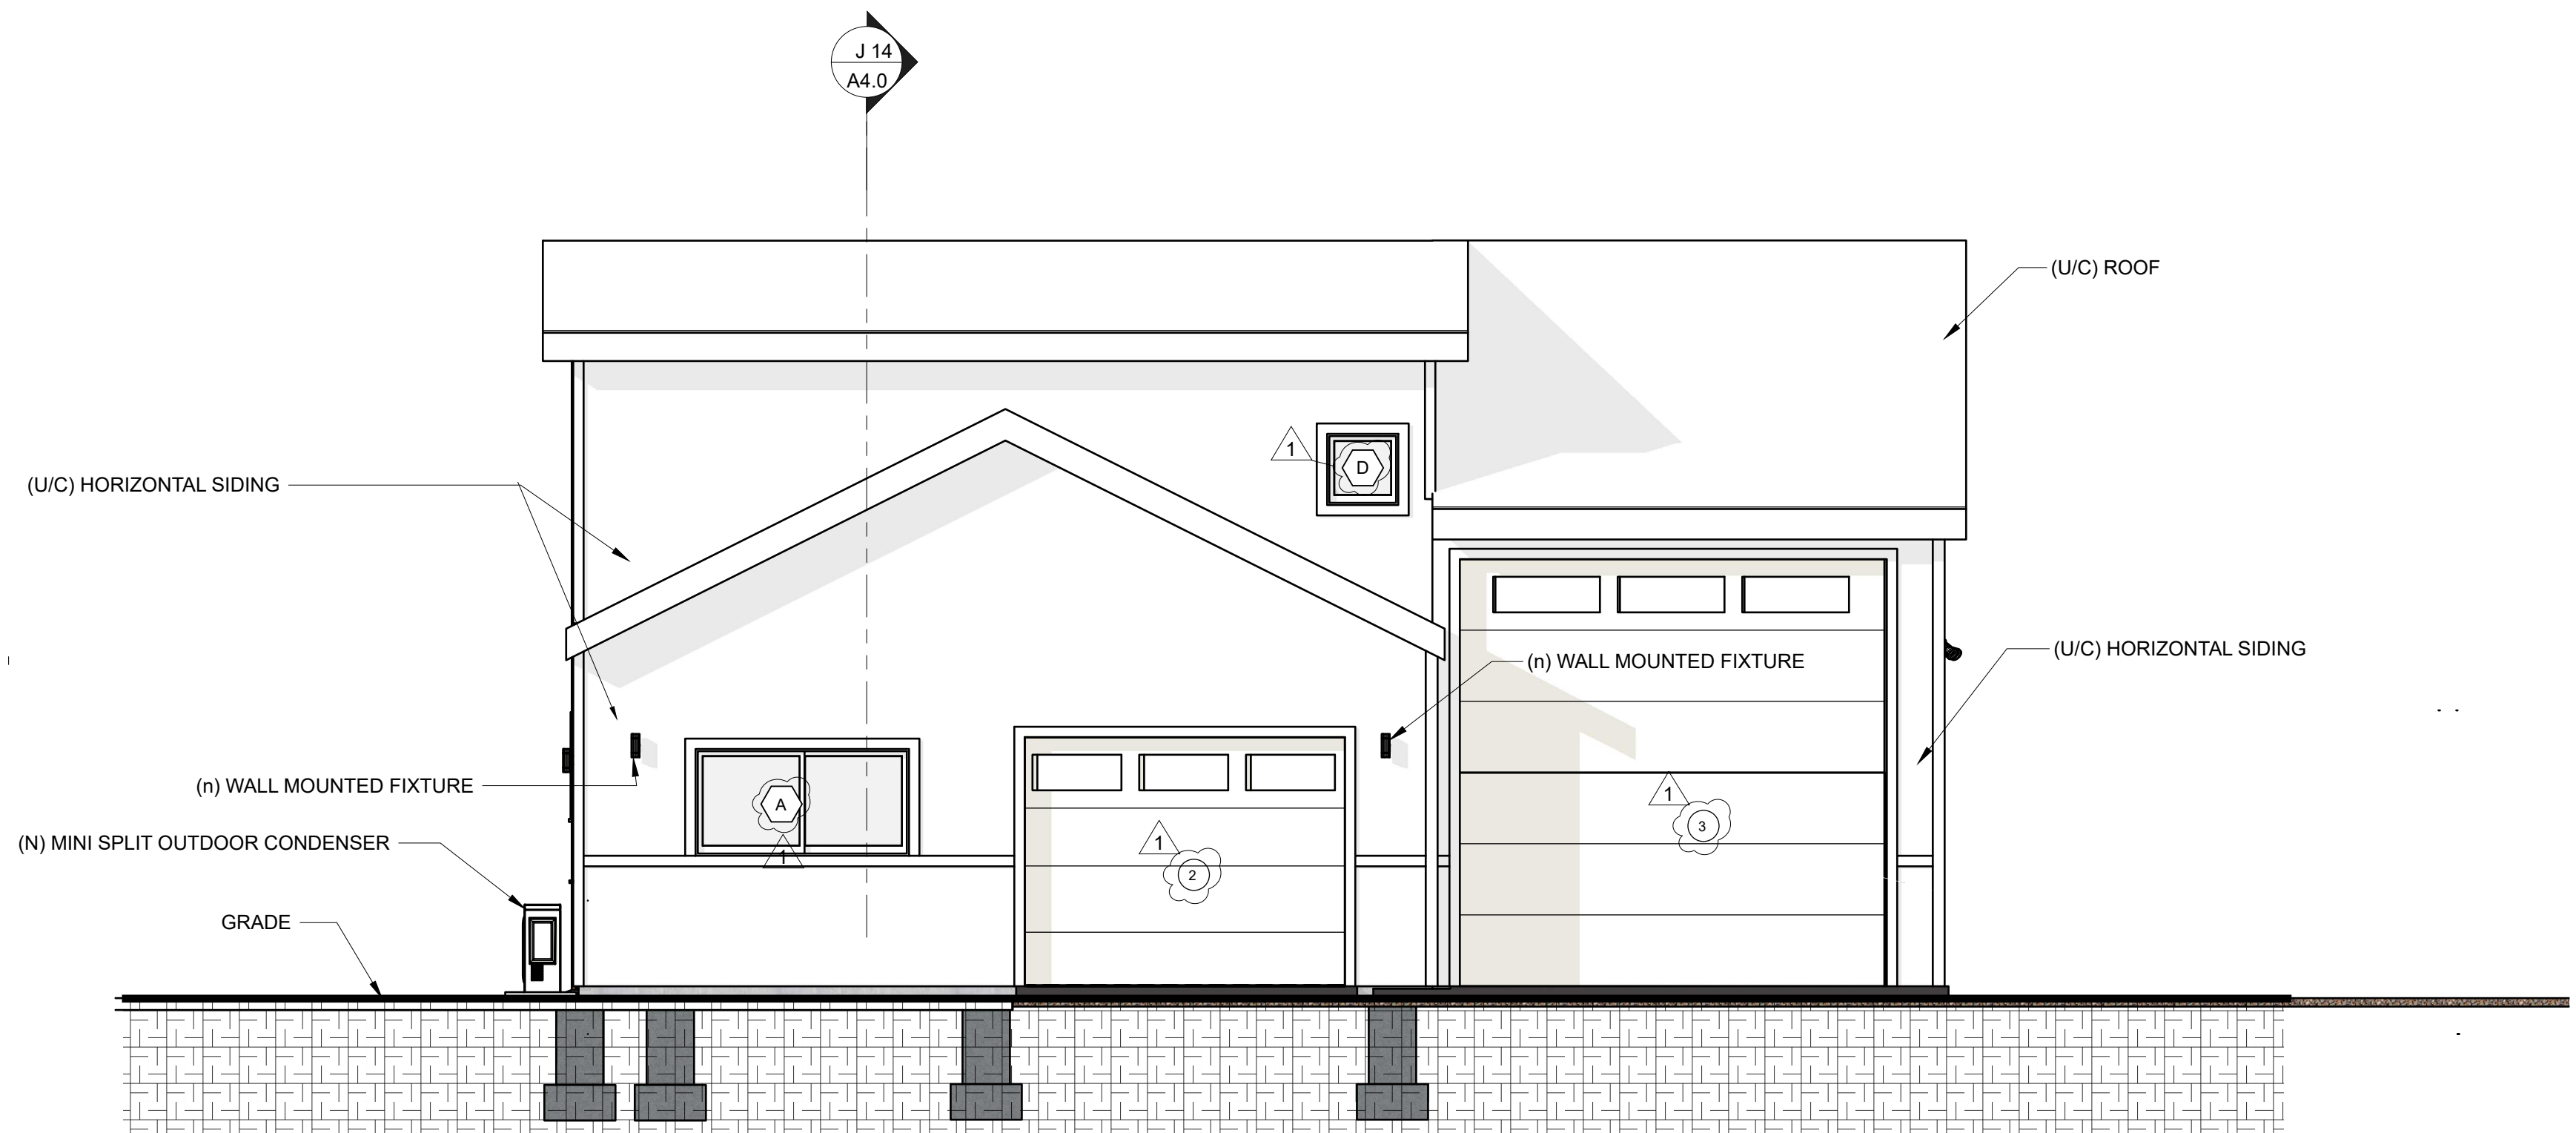 J 14
A4.0
(U/C) ROOF
1
D
(U/C) HORIZONTAL SIDING
(n) WALL MOUNTED FIXTURE
(U/C) HORIZONTAL SIDING
(n) WALL MOUNTED FIXTURE
A
1
1
2
1
3
(N) MINI SPLIT OUTDOOR CONDENSER
GRADE